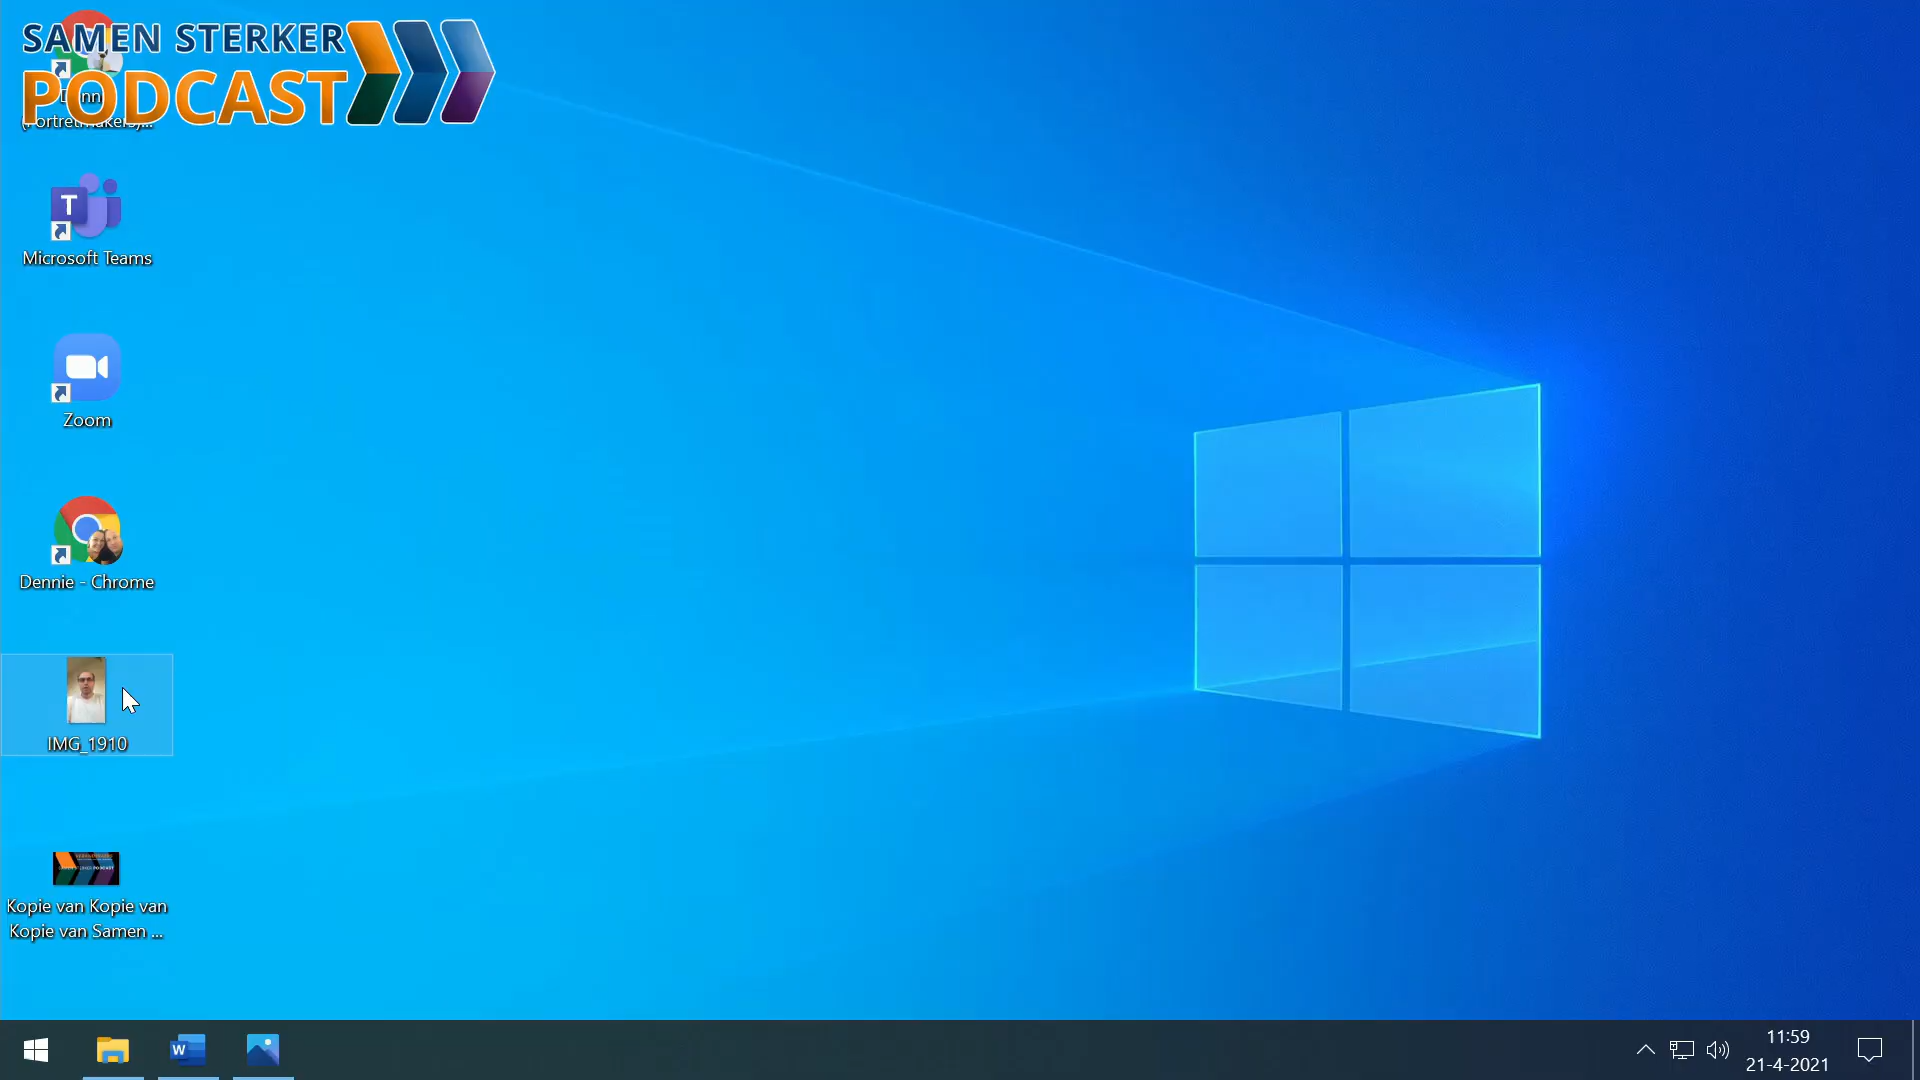 SAMEN STERKER
PODCAST
Microsoft Teams
Zoom
Dennie - Chrome
IMG_1910
Kopie van Kopie van
Kopie van Samen ...
11:59
21-4-2021